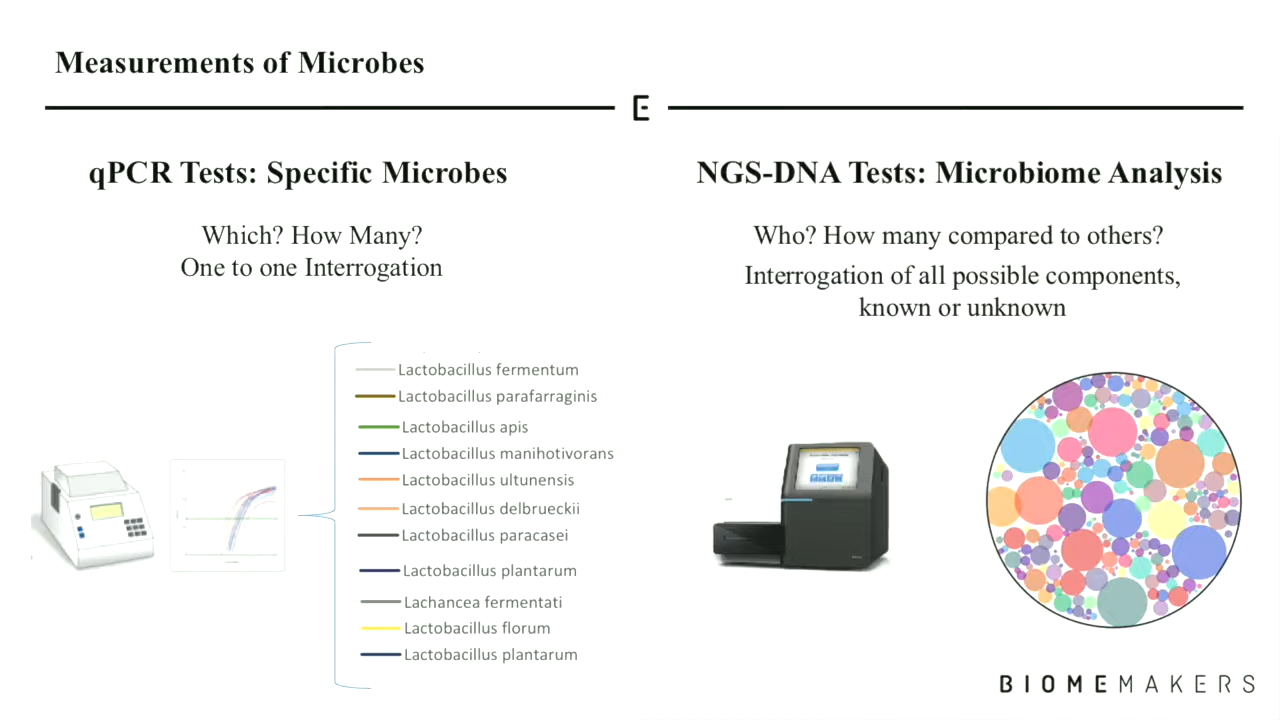 Measurements of Microbes
E
qPCR Tests: Specific Microbes
Which? How Many?
One to one Interrogation
Lactobacillus fermentum
Lactobacillus parafarraginis
Lactobacillus apis
Lactobacillus manihotivorans
Lactobacillus ultunensis
Lactobacillus delbrueckii
Lactobacillus paracasei
Lactobacillus plantarum
Lachancea fermentati
Lactobacillus florum
Lactobacillus plantarum
NGS-DNA Tests: Microbiome Analysis
Who? How many compared to others?
Interrogation of all possible components,
known or unknown
BIOMEMAKERS